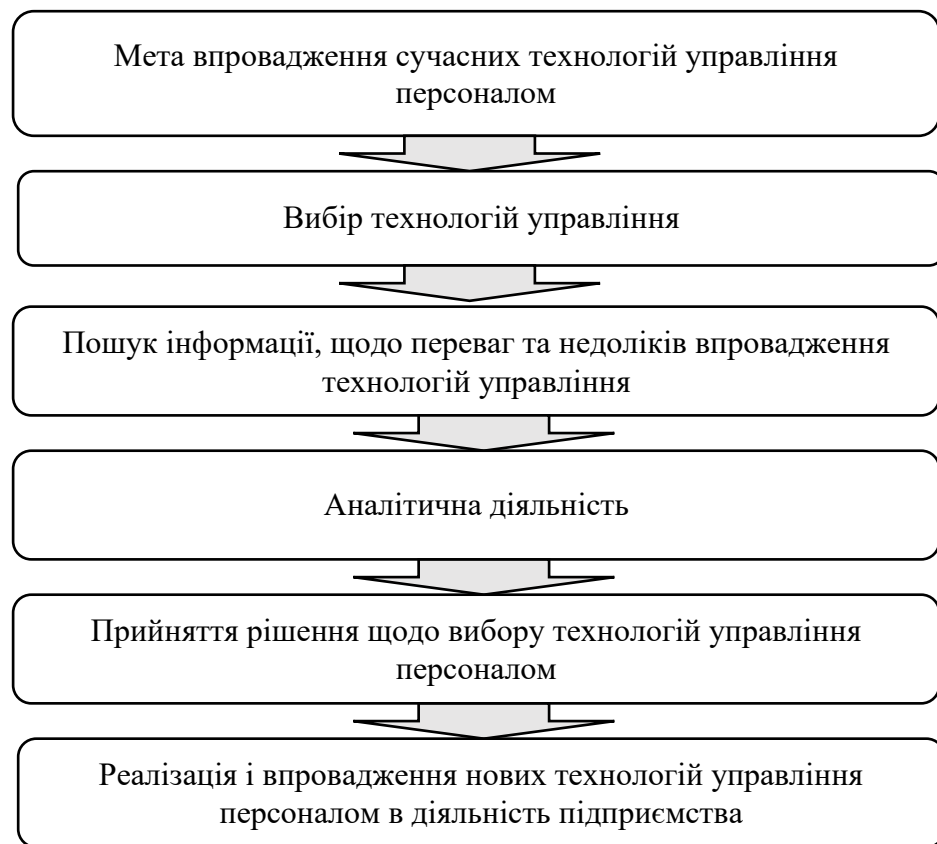 Мета впровадження сучасних технологій управління
персоналом
Вибір технологій управління
Пошук інформації, щодо переваг та недоліків впровадження
технологій управління
Аналітична діяльність
Прийняття рішення щодо вибору технологій управління
персоналом
Реалізація і впровадження нових технологій управління
персоналом в діяльність підприємства